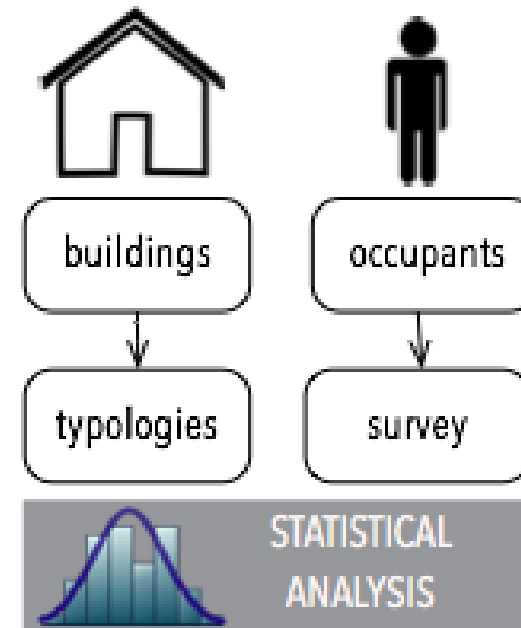 buildings
occupants
typologies
survey
STATISTICAL
ANALYSIS